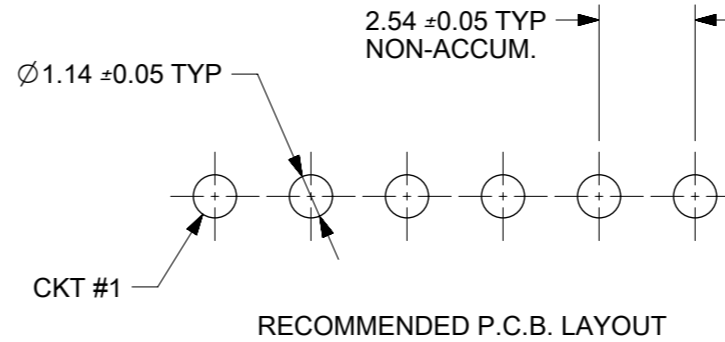 2.54 ±0.05 TYP
NON-ACCUM.
∅1.14 ±0.05 TYP
CKT #1
RECOMMENDED P.C.B. LAYOUT